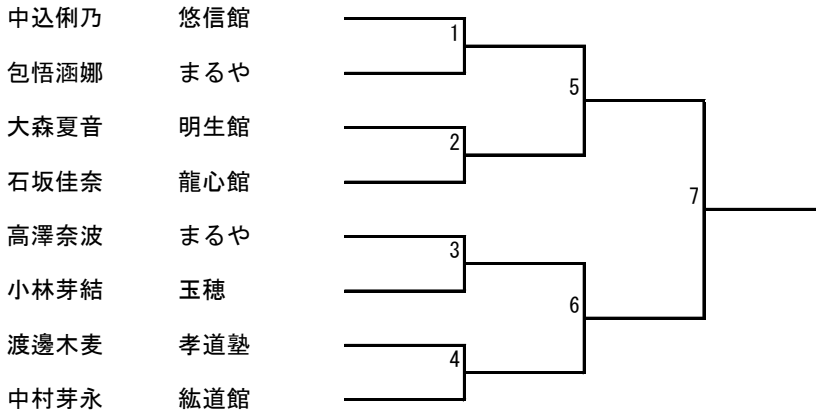 中込俐乃 悠信館
1
包悟涵娜 まるや
5
大森夏音 明生館
2
石坂佳奈 龍心館
7
高澤奈波 まるや
3
小林芽結 玉穂
6
渡邊木麦 孝道塾
4
中村芽永 紘道館